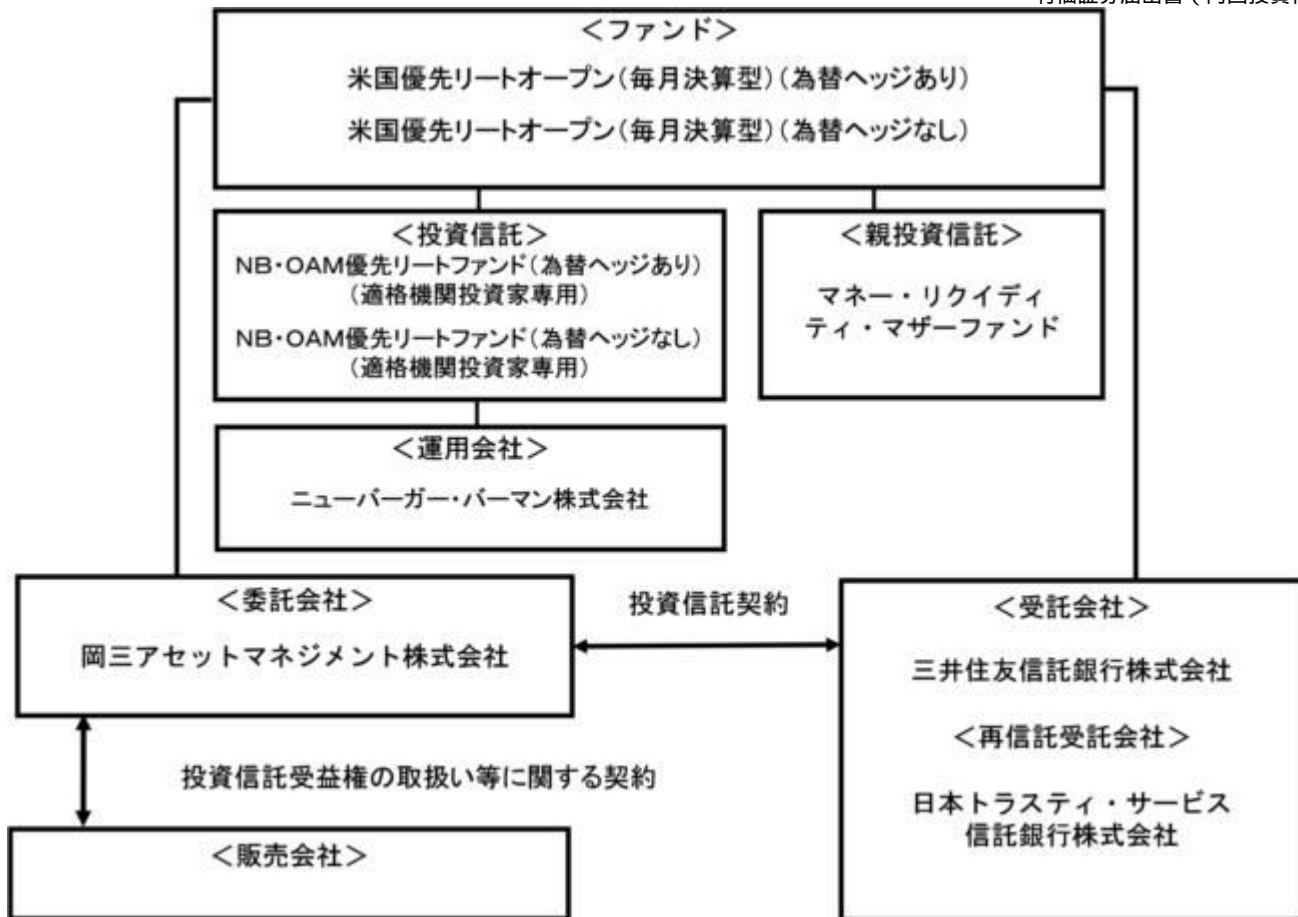 ＜ファンド＞
米国優先リートオープン（毎月決算型）（為替ヘッジあり）
米国優先リートオープン（毎月決算型）（為替ヘッジなし）
＜投資信託＞
NB・OAM優先リートファンド（為替ヘッジあり）
（適格機関投資家専用）
NB・OAM優先リートファンド（為替ヘッジなし）
（適格機関投資家専用）
＜親投資信託＞
マネー・リクイディ
ティ・マザーファンド
＜運用会社＞
ニューバーガー・バーマン株式会社
＜委託会社＞
岡三アセットマネジメント株式会社
投資信託契約
＜受託会社＞
三井住友信託銀行株式会社
＜再信託受託会社＞
日本トラスティ・サービス
信託銀行株式会社
投資信託受益権の取扱い等に関する契約
＜販売会社＞